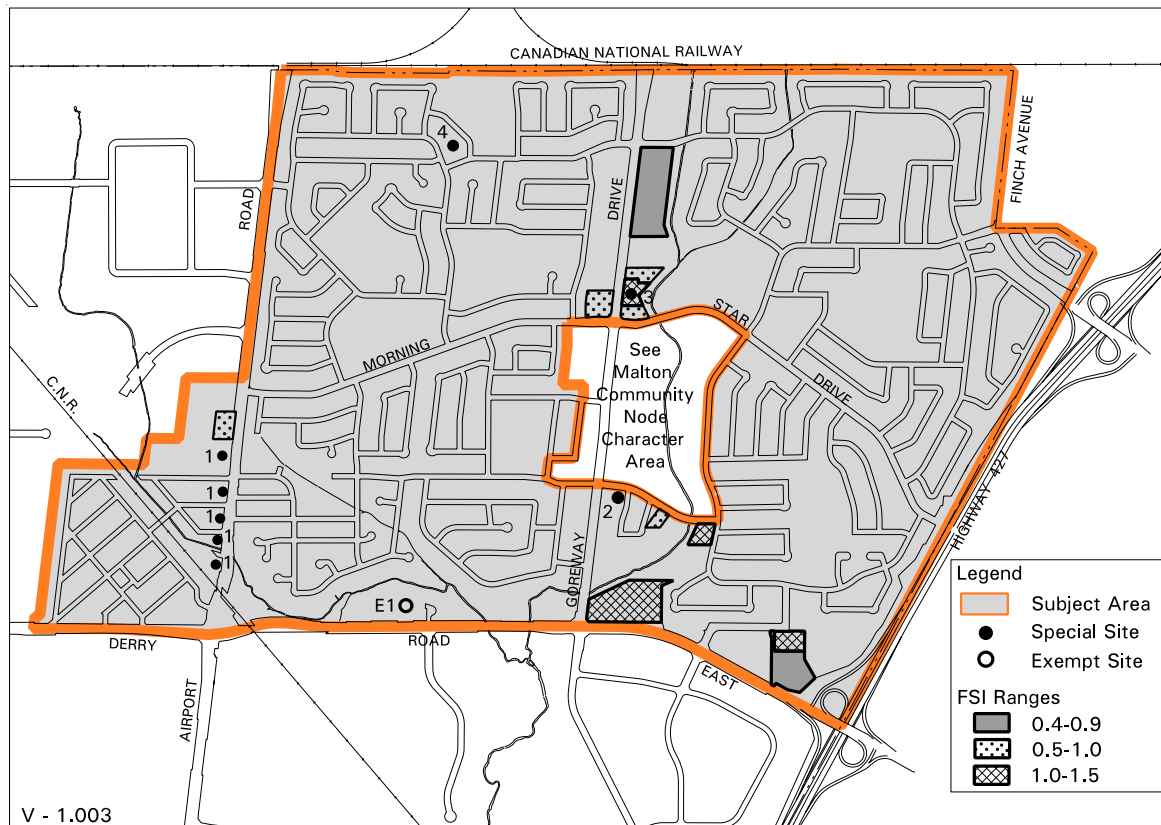 CANADIAN NATIONAL RAILWAY
FINCH AVENUE
4
ROAD
DRIVE
3
STAR
MORNING
See
Malton
Community
Node
Character
Area
DRIVE
C.N.R.
1
1
1
1
1
2
HIGHWAY 427
GOREWAY
E1
DERRY
ROAD
EAST
AIRPORT
Legend
Subject Area
Special Site
Exempt Site
FSI Ranges
0.4-0.9
0.5-1.0
1.0-1.5
V - 1.003